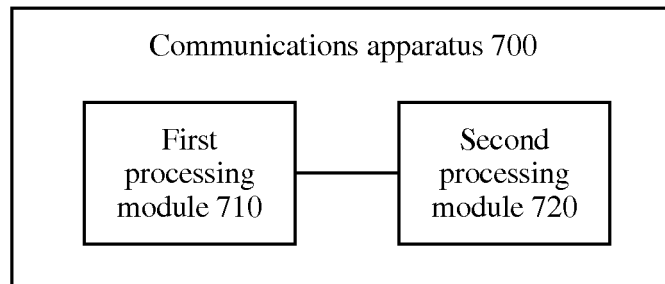 Communications apparatus 700
First
processing
module 710
Second
processing
module 720